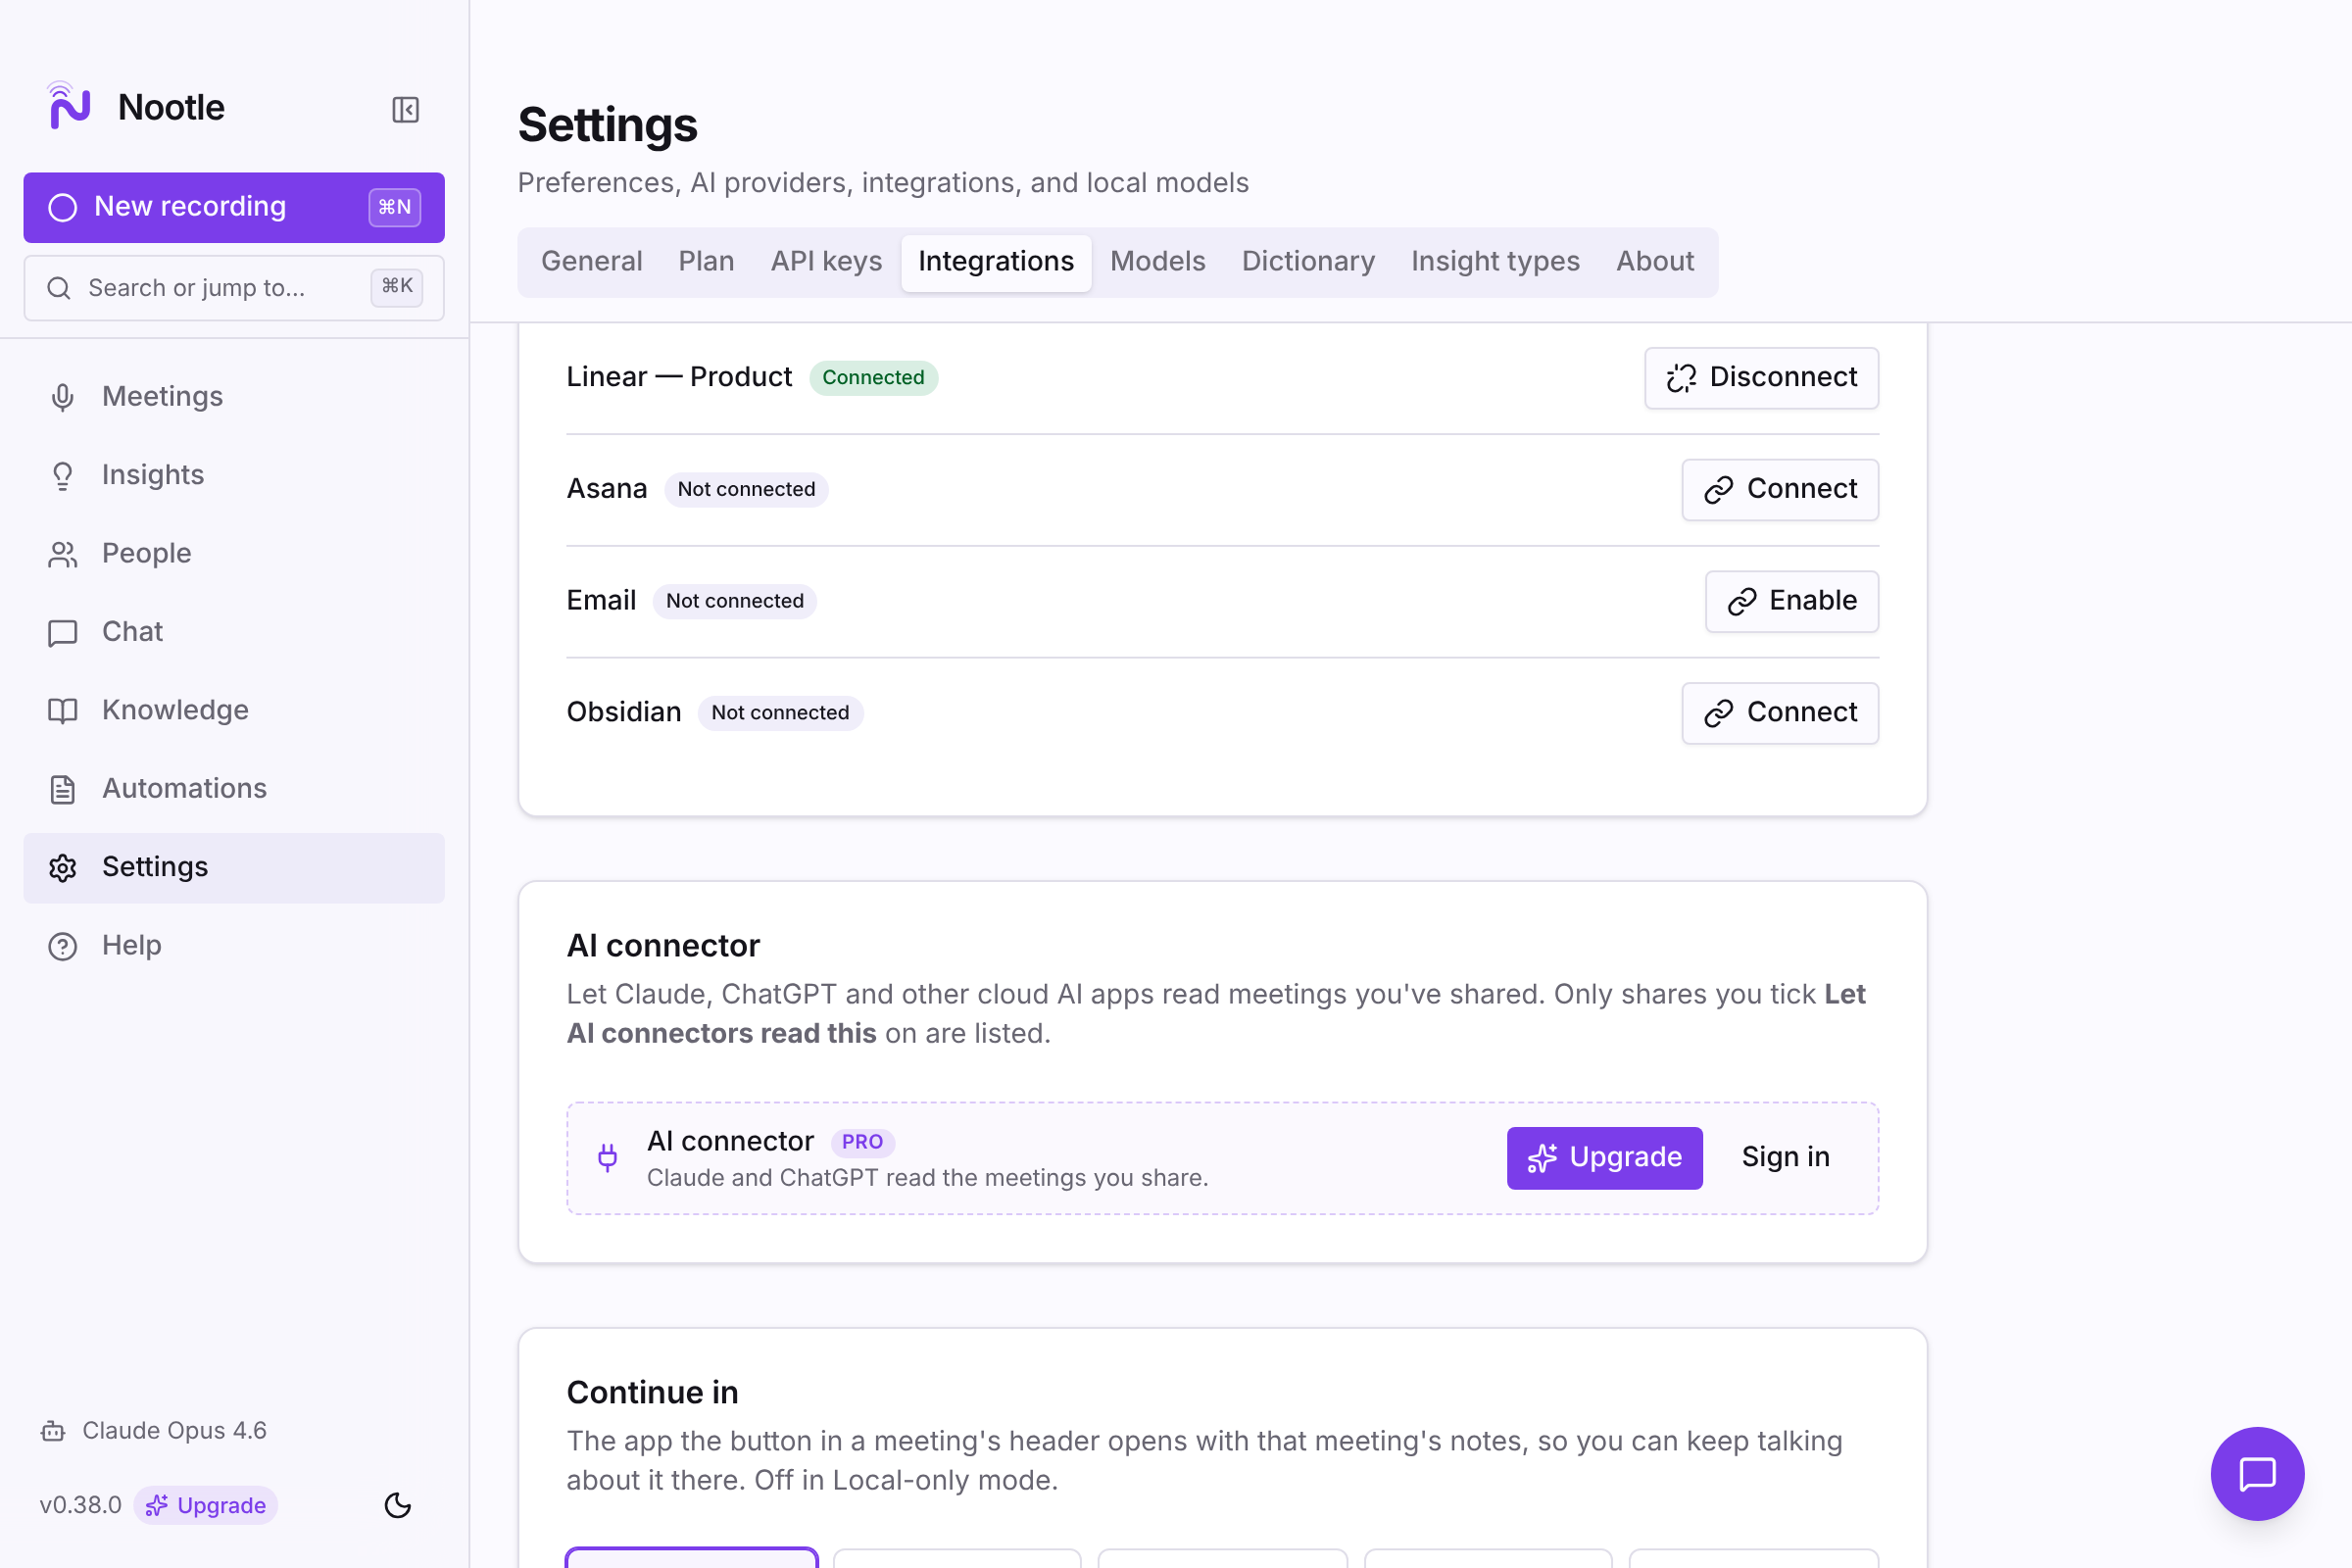 Nootle
New recording ⌘N
Search or jump to... ⌘K
Meetings
Insights
People
Chat
Knowledge
Automations
Settings
Help
Claude Opus 4.6
v0.38.0 Upgrade
Settings
Preferences, AI providers, integrations, and local models
General Plan API keys Integrations Models Dictionary Insight types About
Linear — Product Connected Disconnect
Asana Not connected Connect
Email Not connected Enable
Obsidian Not connected Connect
AI connector
Let Claude, ChatGPT and other cloud AI apps read meetings you've shared. Only shares you tick Let
AI connectors read this on are listed.
AI connector PRO
Claude and ChatGPT read the meetings you share.
Upgrade Sign in
Continue in
The app the button in a meeting's header opens with that meeting's notes, so you can keep talking
about it there. Off in Local-only mode.